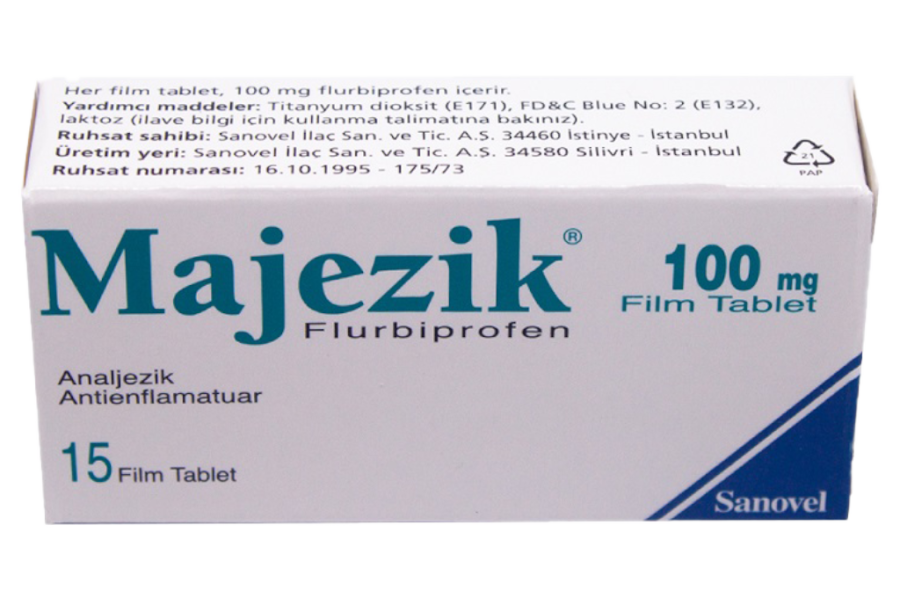 Her film tablet, 100 mg flurbiprofen içerir.
Yardımcı maddeler: Titanyum dioksit (E171), FD&C Blue No: 2 (E132),
laktoz (ilave bilgi için kullanma talimatına bakınız).
Ruhsat sahibi: Sanovel İlaç San. ve Tic. A.Ş. 34460 İstinye - İstanbul
Üretim yeri: Sanovel İlaç San. ve Tic. A.Ş. 34580 Silivri - İstanbul
Ruhsat numarası: 16.10.1995 - 175/73
21
PAP
Majezik®
Flurbiprofen
100 mg
Film Tablet
Analjezik
Antienflamatuar
15 Film Tablet
Sanovel